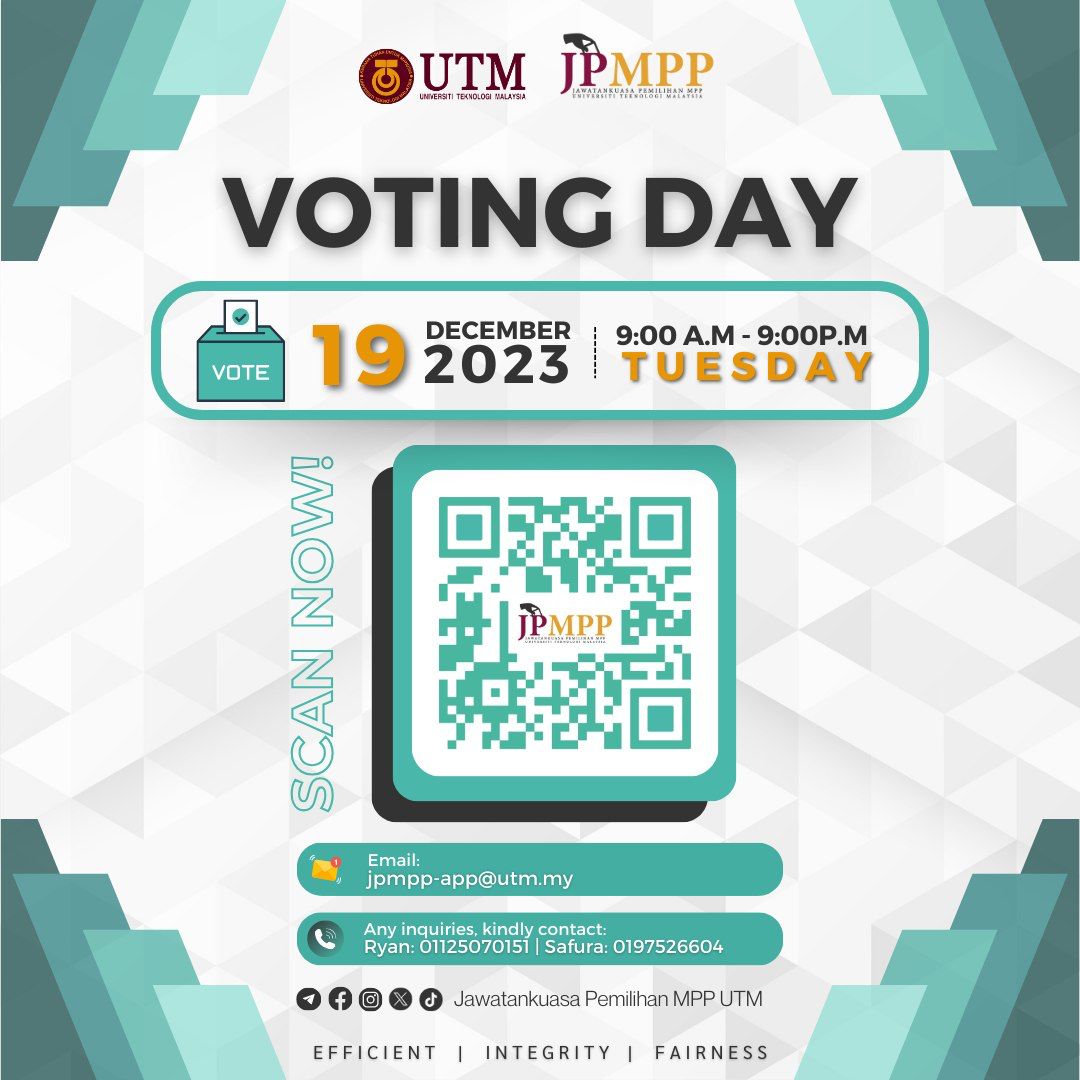 UTM
UNIVERSITI TEKNOLOGI MALAYSIA
JPMPP
JAWATANKUASA PEMILIHAN MPP
UNIVERSITI TEKNOLOGI MALAYSIA
VOTING DAY
VOTE
19
DECEMBER
2023
9:00 A.M - 9:00P.M
TUESDAY
SCAN NOW!
JPMPP
JAWATANKUASA PEMILIHAN MPP
UNIVERSITI TEKNOLOGI MALAYSIA
Email:
jpmpp-app@utm.my
Any inquiries, kindly contact:
Ryan: 01125070151 | Safura: 0197526604
Jawatankuasa Pemilihan MPP UTM
EFFICIENT | INTEGRITY | FAIRNESS